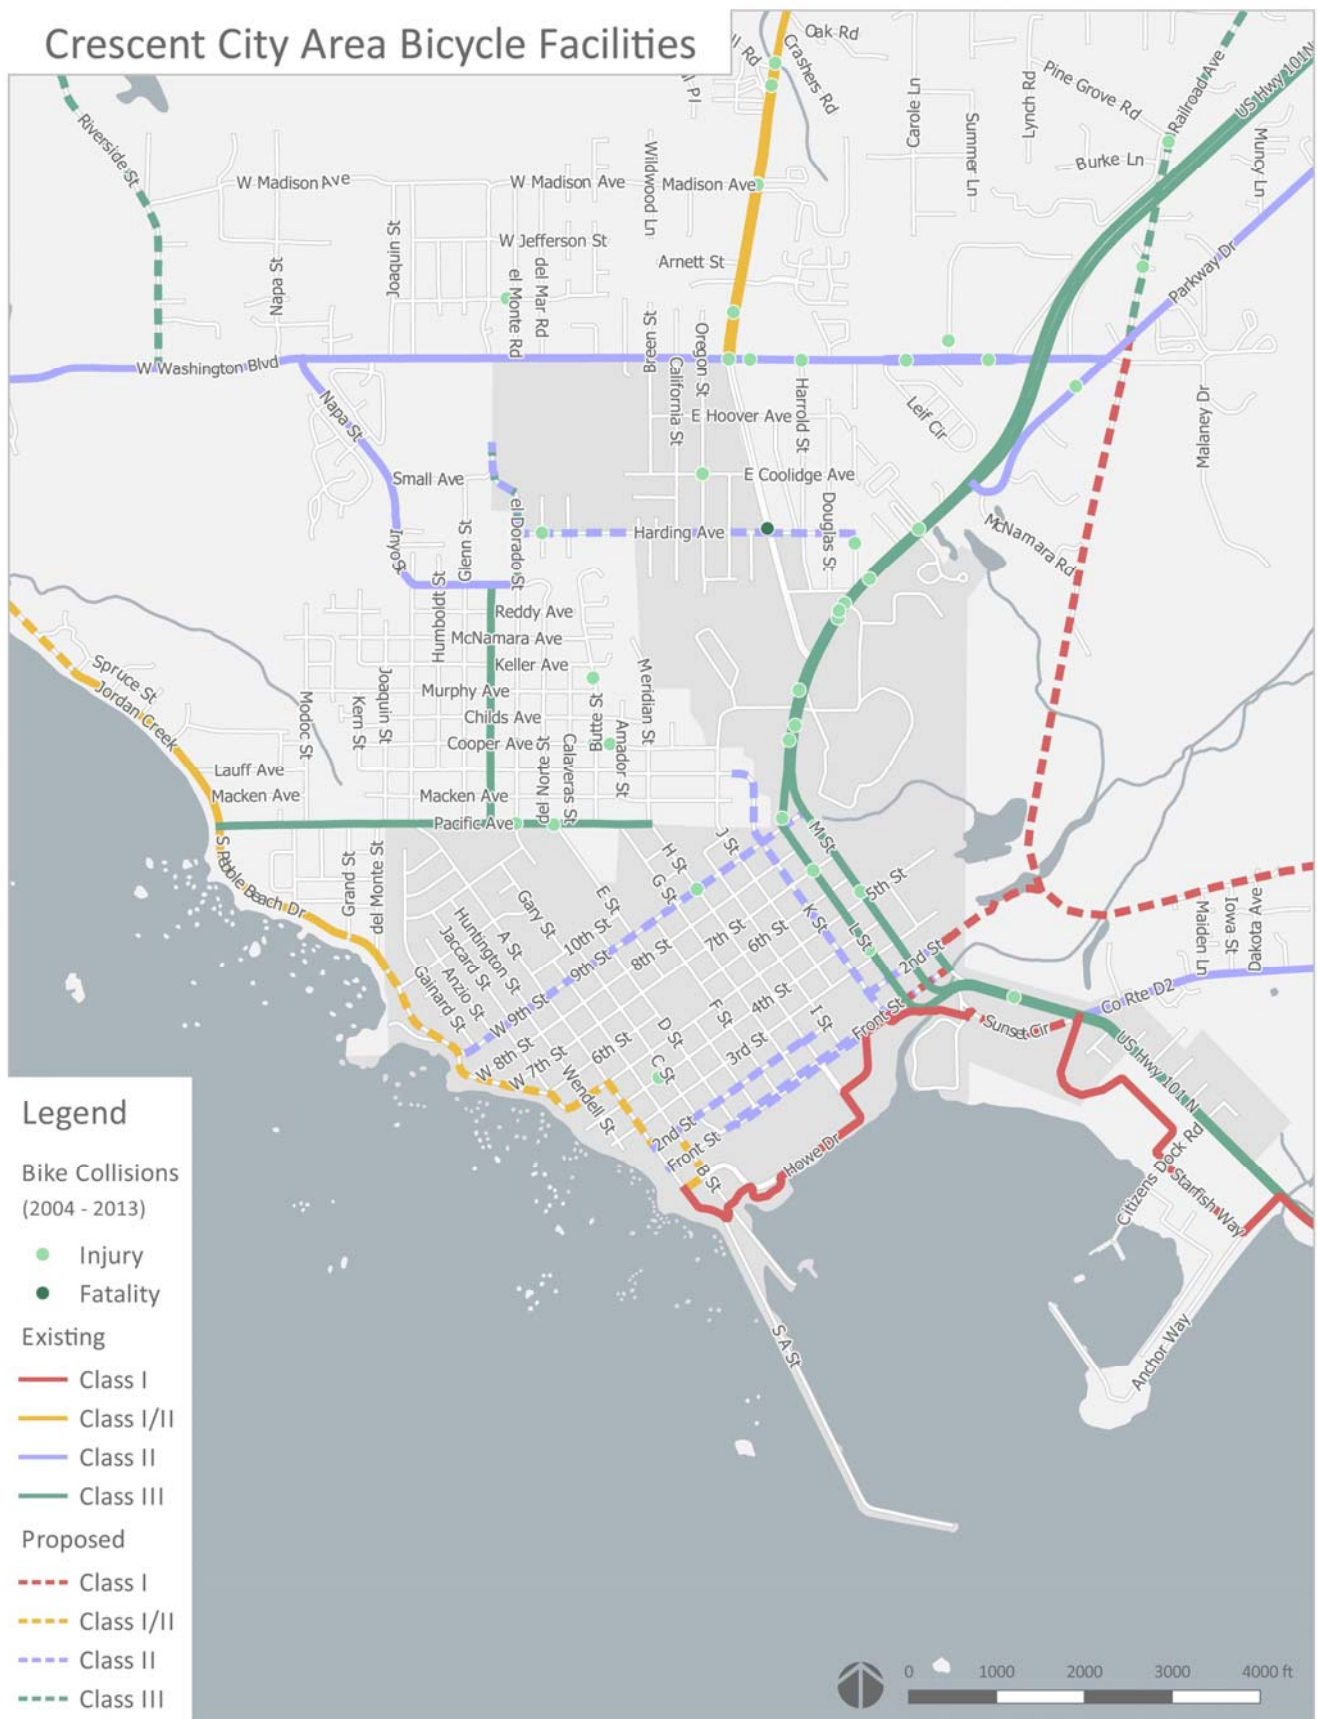 Crescent City Area Bicycle Facilities
Oak Rd
ll Rd
Crashers Rd
l Pl
Carole Ln
Summer Ln
Lynch Rd
Pine Grove Rd
Railroad Ave
US Hwy 101N
Burke Ln
Muncy Ln
Riverside St
W Madison Ave
W Madison Ave
Wildwood Ln
Madison Ave
Napa St
Joaquin St
W Jefferson St
el Monte Rd
del Mar Rd
Arnett St
Parkway Dr
Breen St
Oregon St
California St
W Washington Blvd
Napa St
E Hoover Ave
Harrold St
Leif Cir
Malaney Dr
Small Ave
E Coolidge Ave
el Dorado St
Douglas St
Harding Ave
McNamara Rd
Inyo St
Glenn St
Humboldt St
Reddy Ave
McNamara Ave
Keller Ave
Spruce St
Jordan Creek
Modoc St
Kern St
Joaquin St
Murphy Ave
Childs Ave
Cooper Ave
del Norte St
Calaveras St
Butte St
Amador St
Meridian St
Lauff Ave
Macken Ave
Macken Ave
Pacific Ave
S Pebble Beach Dr
Grand St
del Monte St
H St
G St
J St
M St
5th St
E St
Gary St
A St
Huntington St
Jaccard St
Anzio St
Gainard St
10th St
9th St
8th St
7th St
6th St
K St
L St
2nd St
W 9th St
W 8th St
W 7th St
6th St
Wendell St
D St
C St
F St
4th St
3rd St
I St
Front St
Sunset Cir
Co Rte D2
Maiden Ln
Iowa St
Dakota Ave
US Hwy 101 N
2nd St
Front St
B St
Howe Dr
Citizens Dock Rd
Starfish Way
Anchor Way
S A St
Legend
Bike Collisions
(2004 - 2013)
Injury
Fatality
Existing
Class I
Class I/II
Class II
Class III
Proposed
Class I
Class I/II
Class II
Class III
0 1000 2000 3000 4000 ft